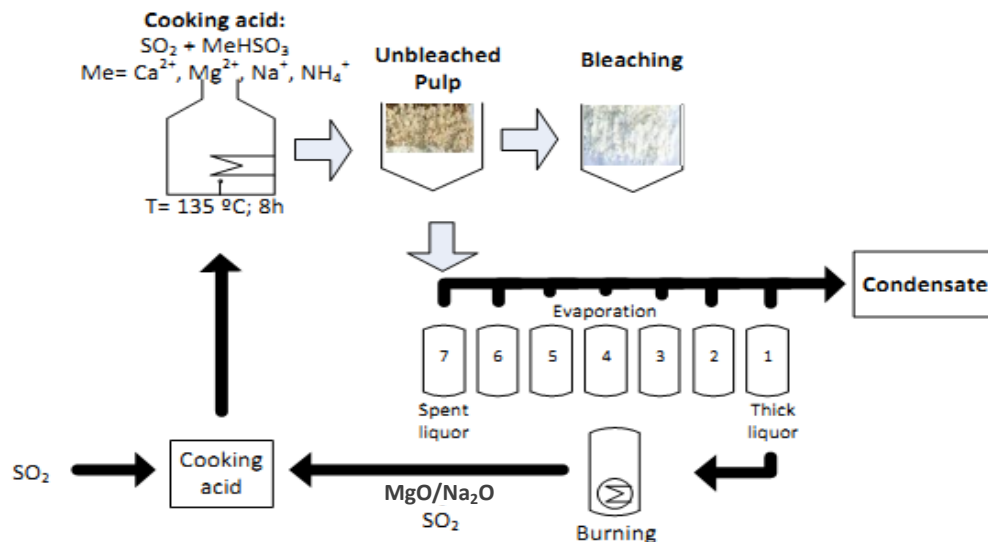 Cooking acid:
SO₂ + MeHSO₃
Me= Ca²⁺, Mg²⁺, Na⁺, NH₄⁺
T= 135 ºC; 8h
Unbleached
Pulp
Bleaching
Condensate
Evaporation
7 6 5 4 3 2 1
Spent
liquor
Thick
liquor
SO₂
Cooking
acid
MgO/Na₂O
SO₂
Burning